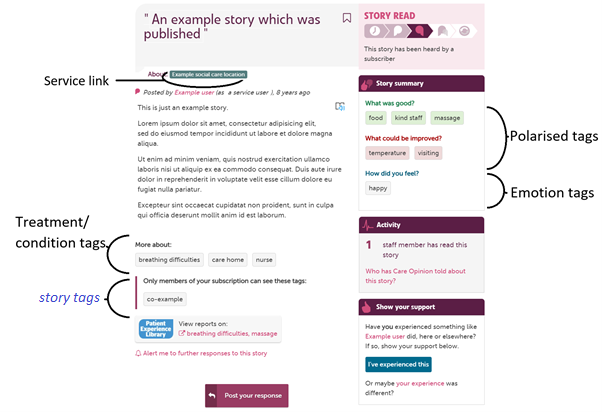 " An example story which was
published "
Service link
About: Example social care location
Posted by Example user (as a service user ), 8 years ago
This is just an example story.
Lorem ipsum dolor sit amet, consectetur adipisicing elit,
sed do eiusmod tempor incididunt ut labore et dolore magna
aliqua.
Ut enim ad minim veniam, quis nostrud exercitation ullamco
laboris nisi ut aliquip ex ea commodo consequat. Duis aute irure
dolor in reprehenderit in voluptate velit esse cillum dolore eu
fugiat nulla pariatur.
Excepteur sint occaecat cupidatat non proident, sunt in culpa
qui officia deserunt mollit anim id est laborum.
Treatment/
condition tags
More about:
breathing difficulties care home nurse
story tags
Only members of your subscription can see these tags:
co-example
Patient
Experience
Library
View reports on:
breathing difficulties, massage
Alert me to further responses to this story
Post your response
STORY READ
This story has been heard by a
subscriber
Story summary
What was good?
food kind staff massage
What could be improved?
temperature visiting
How did you feel?
happy
Polarised tags
Emotion tags
Activity
1 staff member has read this
story
Who has Care Opinion told about
this story?
Show your support
Have you experienced something like
Example user did, here or elsewhere?
If so, show your support below.
I've experienced this
Or maybe your experience was
different?